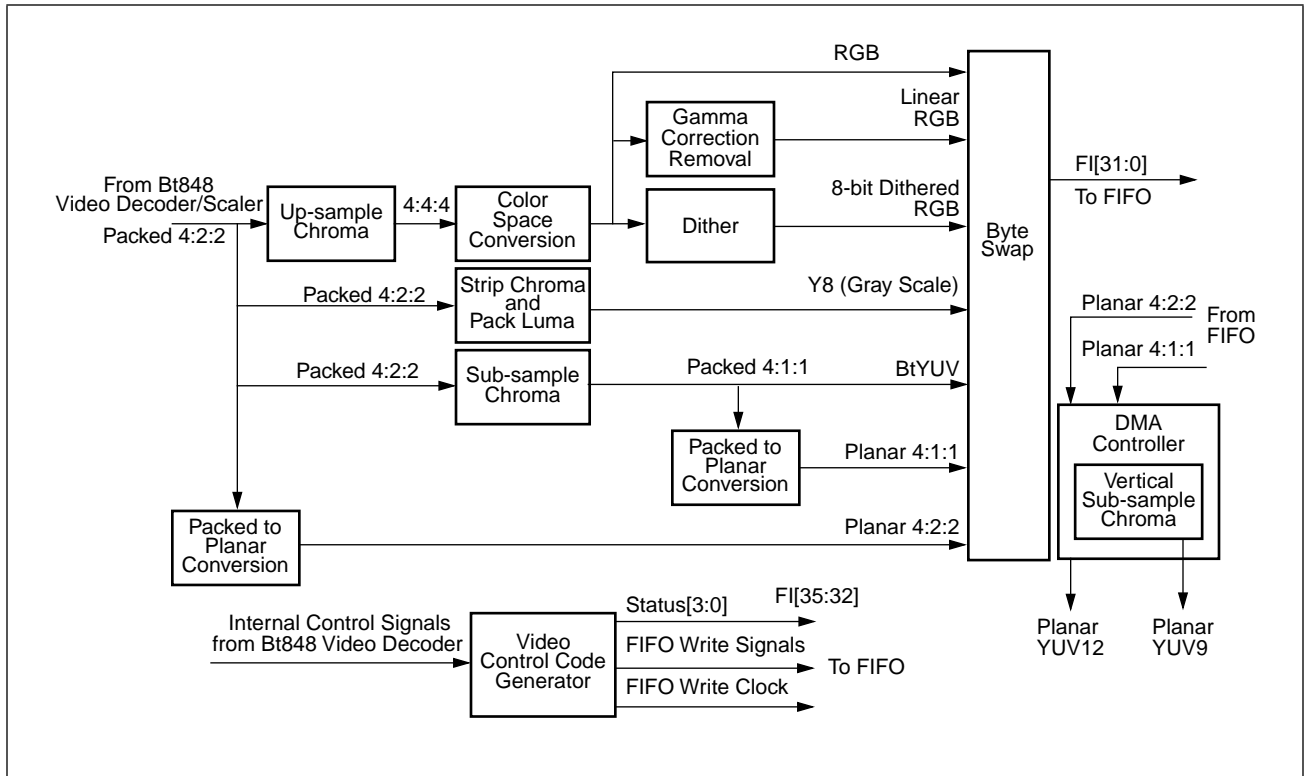 RGB
Linear
RGB
Gamma
Correction
Removal
From Bt848
Video Decoder/Scaler
Packed 4:2:2
Up-sample
Chroma
4:4:4
Color
Space
Conversion
8-bit Dithered
RGB
Dither
Byte
Swap
FI[31:0]
To FIFO
Packed 4:2:2
Strip Chroma
and
Pack Luma
Y8 (Gray Scale)
Packed 4:2:2
Sub-sample
Chroma
Packed 4:1:1
BtYUV
Packed to
Planar
Conversion
Planar 4:1:1
Packed to
Planar
Conversion
Planar 4:2:2
Planar 4:2:2
From
FIFO
Planar 4:1:1
DMA
Controller
Vertical
Sub-sample
Chroma
Planar
YUV12
Planar
YUV9
Internal Control Signals
from Bt848 Video Decoder
Video
Control Code
Generator
Status[3:0]
FI[35:32]
FIFO Write Signals
To FIFO
FIFO Write Clock